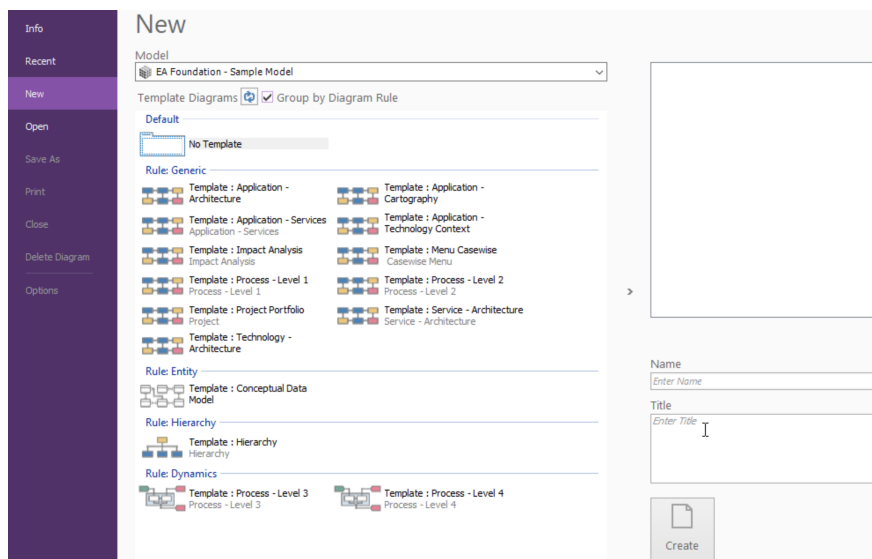 Info
Recent
New
Open
Save As
Print
Close
Delete Diagram
Options
New
Model
EA Foundation - Sample Model
Template Diagrams
Group by Diagram Rule
Default
No Template
Rule: Generic
Template : Application -
Architecture
Template : Application -
Cartography
Template : Application - Services
Application - Services
Template : Application -
Technology Context
Template : Impact Analysis
Impact Analysis
Template : Menu Casewise
Casewise Menu
Template : Process - Level 1
Process - Level 1
Template : Process - Level 2
Process - Level 2
Template : Project Portfolio
Project
Template : Service - Architecture
Service - Architecture
Template : Technology -
Architecture
Rule: Entity
Template : Conceptual Data
Model
Rule: Hierarchy
Template : Hierarchy
Hierarchy
Rule: Dynamics
Template : Process - Level 3
Process - Level 3
Template : Process - Level 4
Process - Level 4
Name
Enter Name
Title
Enter Title
Create